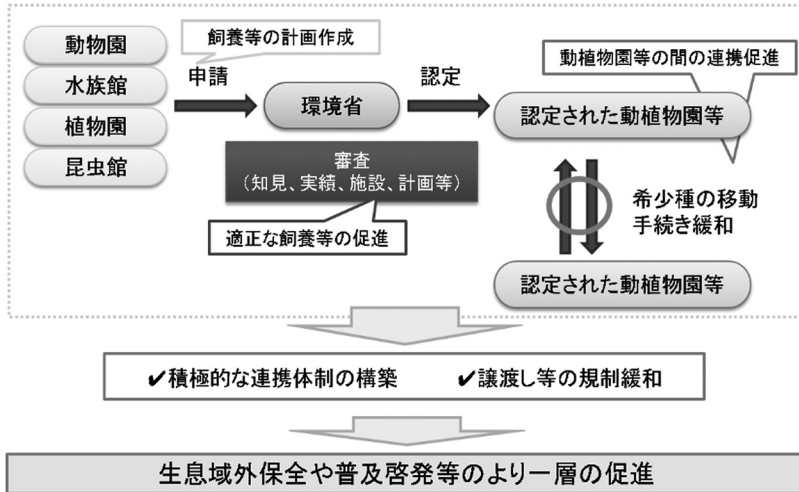 動物園
水族館
植物園
昆虫館
飼養等の計画作成
申請
環境省
認定
動植物園等の間の連携促進
認定された動植物園等
審査
（知見、実績、施設、計画等）
適正な飼養等の促進
希少種の移動
手続き緩和
認定された動植物園等
✔積極的な連携体制の構築 ✔譲渡し等の規制緩和
生息域外保全や普及啓発等のより一層の促進